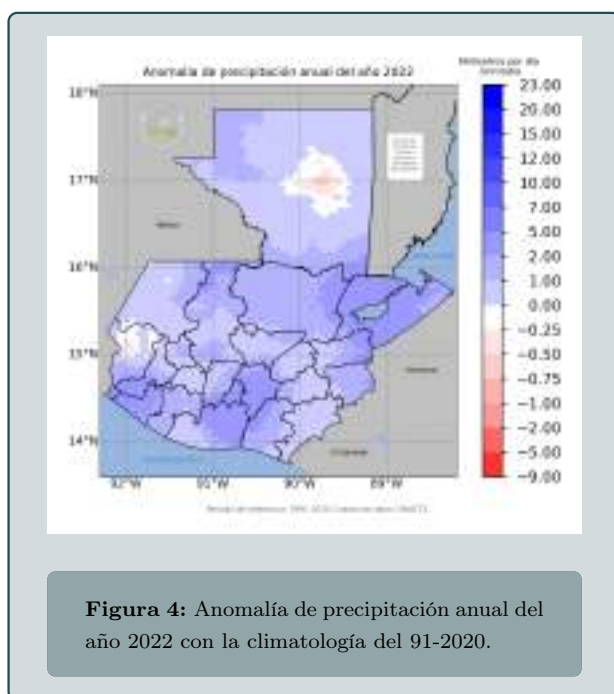 Anomalía de precipitación anual del año 2022
Milímetros por día
18°N
17°N
16°N
15°N
14°N
92°W
91°W
90°W
89°W
23.00
20.00
15.00
12.00
10.00
7.00
5.00
2.00
1.00
0.00
−0.25
−0.50
−0.75
−1.00
−2.00
−5.00
−9.00
Figura 4: Anomalía de precipitación anual del
año 2022 con la climatología del 91-2020.